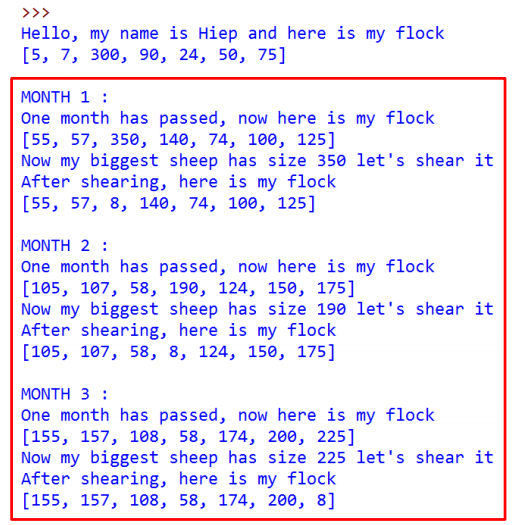 >>>
Hello, my name is Hiep and here is my flock
[5, 7, 300, 90, 24, 50, 75]
MONTH 1 :
One month has passed, now here is my flock
[55, 57, 350, 140, 74, 100, 125]
Now my biggest sheep has size 350 let's shear it
After shearing, here is my flock
[55, 57, 8, 140, 74, 100, 125]
MONTH 2 :
One month has passed, now here is my flock
[105, 107, 58, 190, 124, 150, 175]
Now my biggest sheep has size 190 let's shear it
After shearing, here is my flock
[105, 107, 58, 8, 124, 150, 175]
MONTH 3 :
One month has passed, now here is my flock
[155, 157, 108, 58, 174, 200, 225]
Now my biggest sheep has size 225 let's shear it
After shearing, here is my flock
[155, 157, 108, 58, 174, 200, 8]